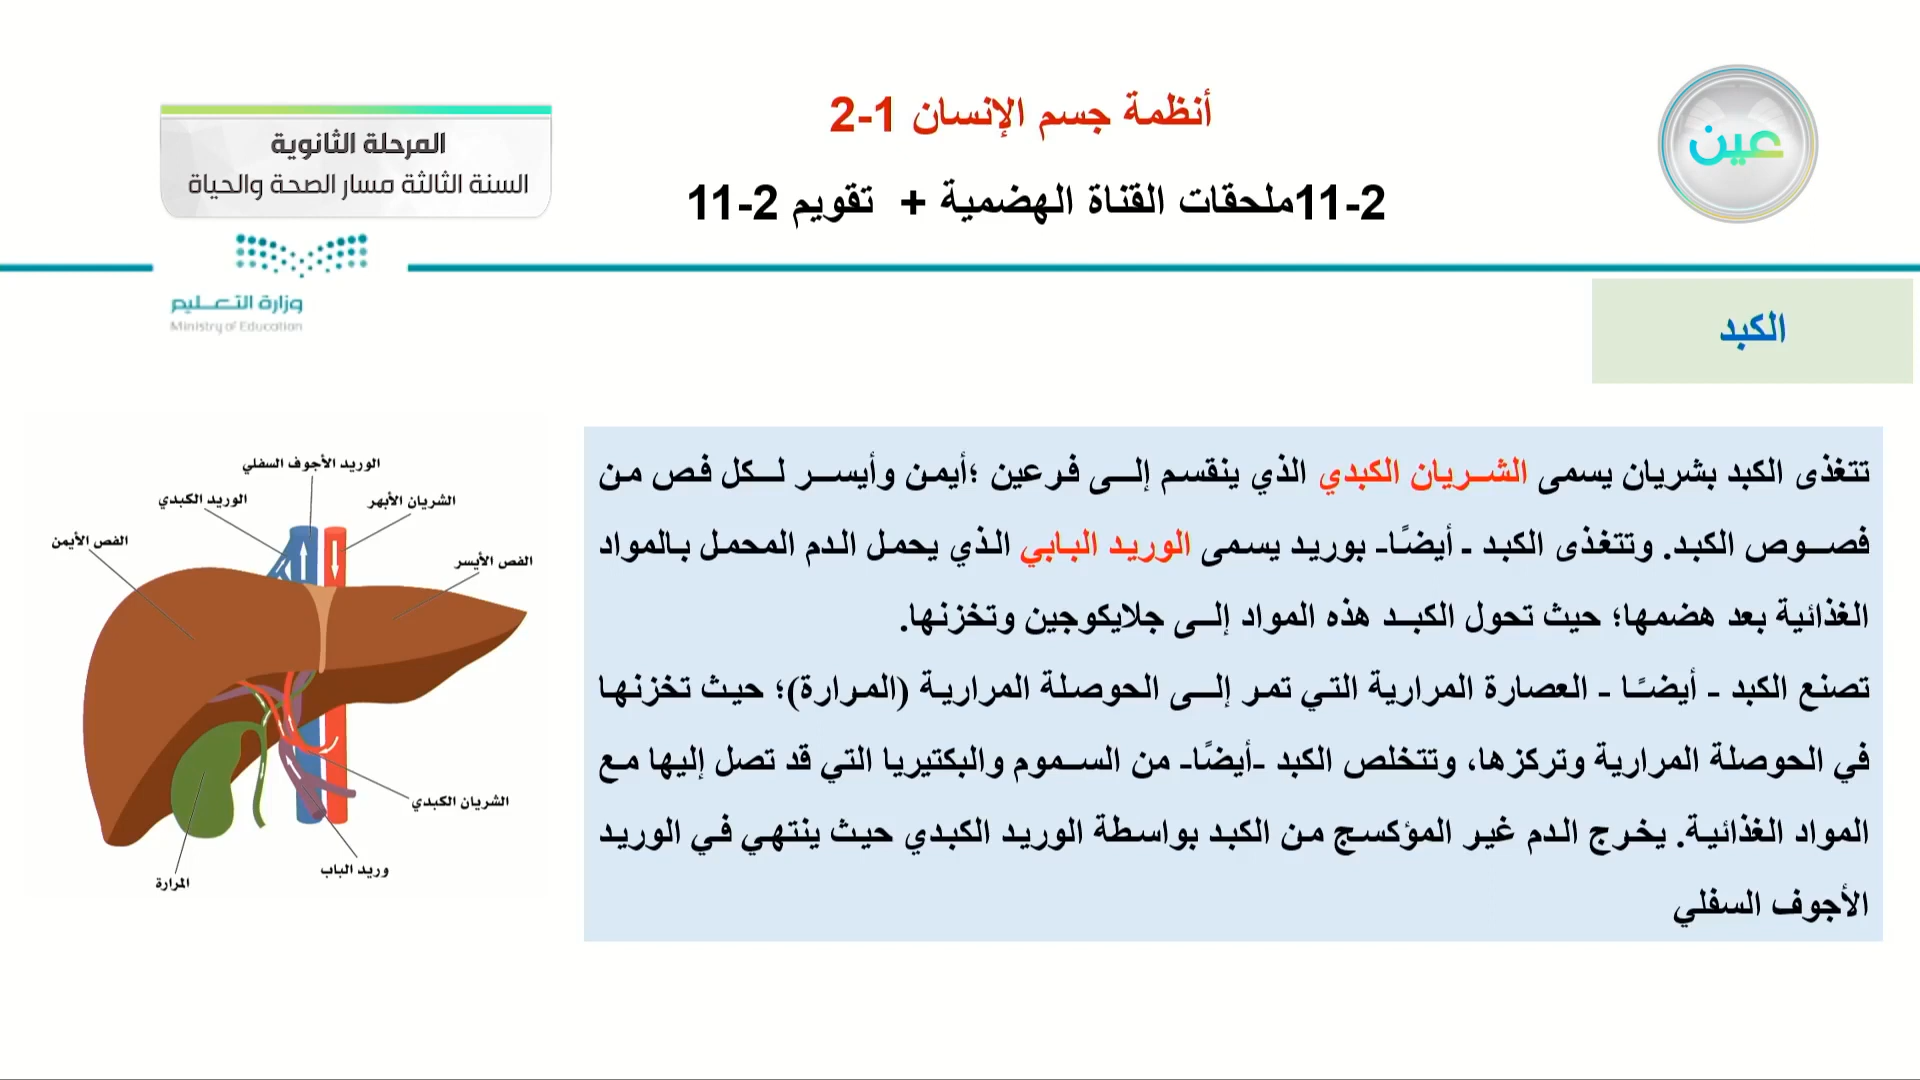 أنظمة جسم الإنسان 1-2
11-2ملحقات القناة الهضمية + تقويم 2-11
عين
المرحلة الثانوية
السنة الثالثة مسار الصحة والحياة
وزارة التعليم
Ministry of Education
الكبد
تتغذى الكبد بشريان يسمى الشريان الكبدي الذي ينقسم إلى فرعين ؛أيمن وأيسر لكل فص من
فصوص الكبد. وتتغذى الكبد - أيضًا- بوريد يسمى الوريد البابي الذي يحمل الدم المحمل بالمواد
الغذائية بعد هضمها؛ حيث تحول الكبد هذه المواد إلى جلايكوجين وتخزنها.
تصنع الكبد - أيضًا - العصارة المرارية التي تمر إلى الحوصلة المرارية (المرارة)؛ حيث تخزنها
في الحوصلة المرارية وتركزها، وتتخلص الكبد -أيضًا- من السموم والبكتيريا التي قد تصل إليها مع
المواد الغذائية. يخرج الدم غير المؤكسج من الكبد بواسطة الوريد الكبدي حيث ينتهي في الوريد
الأجوف السفلي
الوريد الأجوف السفلي
الوريد الكبدي
الشريان الأبهر
الفص الأيمن
الفص الأيسر
الشريان الكبدي
وريد الباب
المرارة